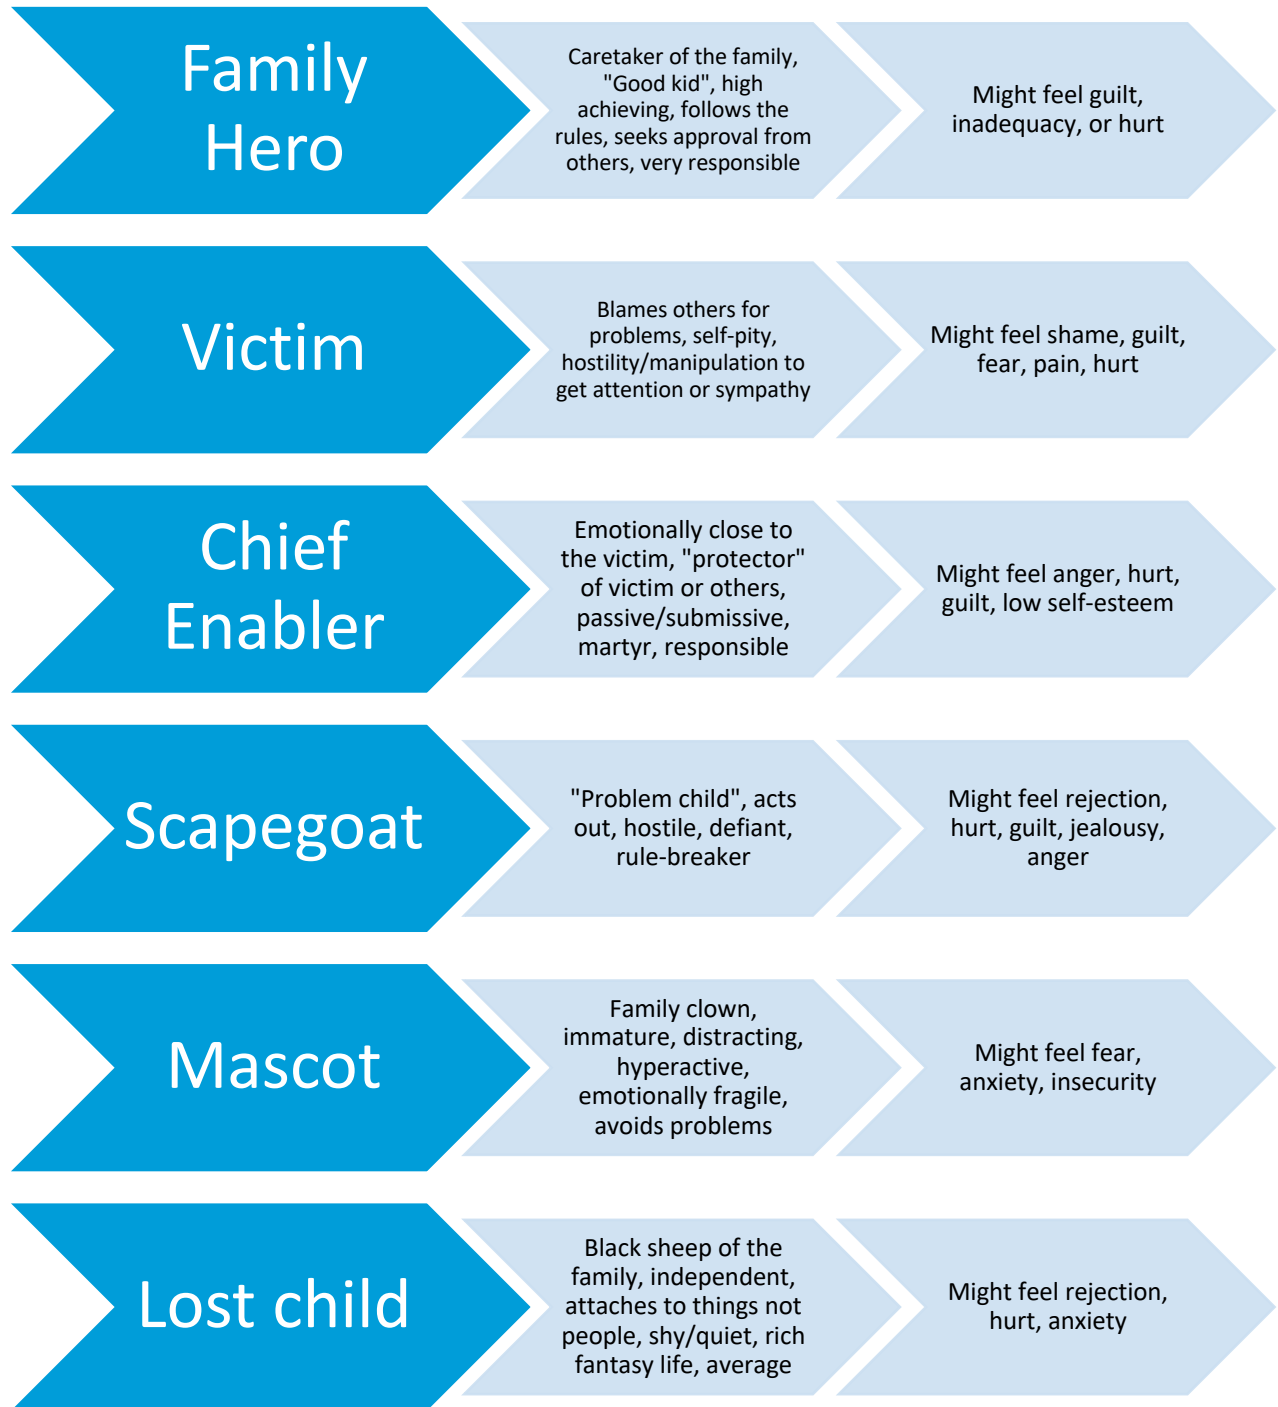 Family
Hero
Caretaker of the family,
"Good kid", high
achieving, follows the
rules, seeks approval from
others, very responsible
Might feel guilt,
inadequacy, or hurt
Victim
Blames others for
problems, self-pity,
hostility/manipulation to
get attention or sympathy
Might feel shame, guilt,
fear, pain, hurt
Chief
Enabler
Emotionally close to
the victim, "protector"
of victim or others,
passive/submissive,
martyr, responsible
Might feel anger, hurt,
guilt, low self-esteem
Scapegoat
"Problem child", acts
out, hostile, defiant,
rule-breaker
Might feel rejection,
hurt, guilt, jealousy,
anger
Mascot
Family clown,
immature, distracting,
hyperactive,
emotionally fragile,
avoids problems
Might feel fear,
anxiety, insecurity
Lost child
Black sheep of the
family, independent,
attaches to things not
people, shy/quiet, rich
fantasy life, average
Might feel rejection,
hurt, anxiety